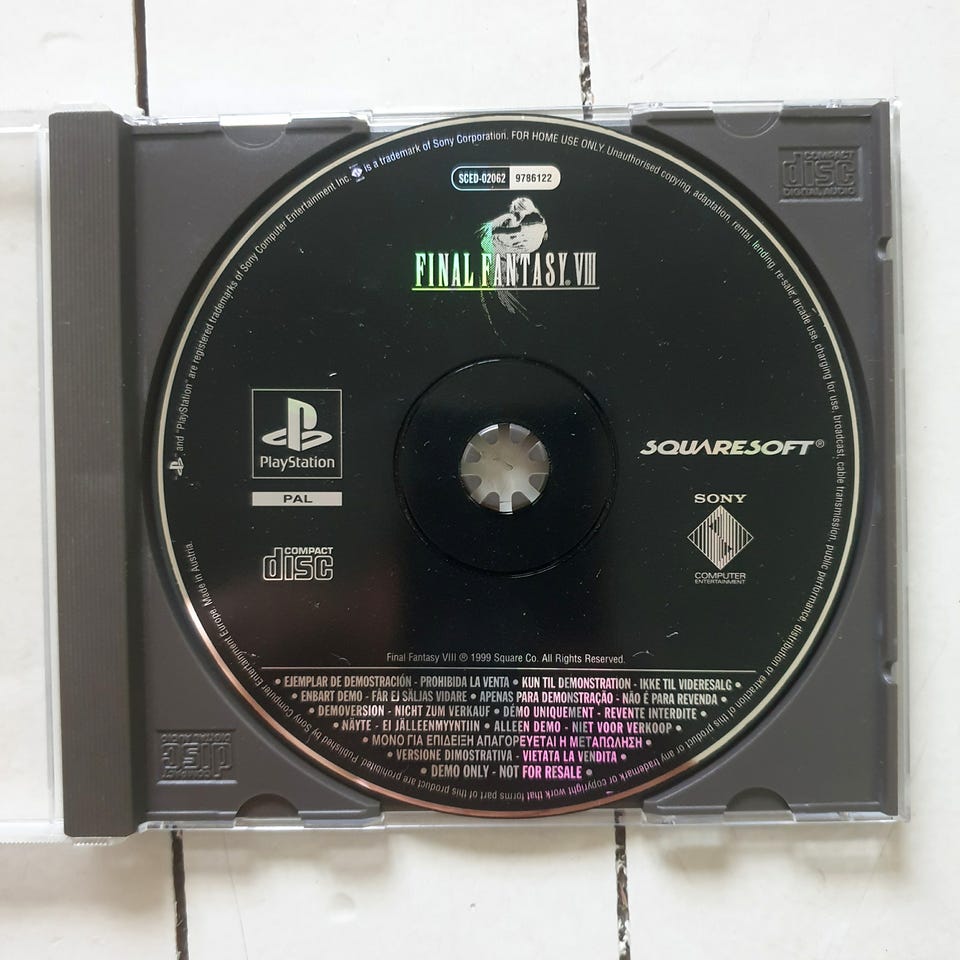 SCED-02062 9786122
FINAL FANTASY® VIII
PlayStation
PAL
COMPACT
disc
SQUARESOFT®
SONY
COMPUTER
ENTERTAINMENT
Final Fantasy VIII ℗ 1999 Square Co. All Rights Reserved.
• EJEMPLAR DE DEMOSTRACIÓN - PROHIBIDA LA VENTA • KUN TIL DEMONSTRATION - IKKE TIL VIDERESALG •
• ENBART DEMO - FÅR EJ SÄLJAS VIDARE • APENAS PARA DEMONSTRAÇÃO - NÃO É PARA REVENDA •
• DEMOVERSION - NICHT ZUM VERKAUF • DÉMO UNIQUEMENT - REVENTE INTERDITE •
• NÄYTE - EI JÄLLEENMYYNTIIN • ALLEEN DEMO - NIET VOOR VERKOOP •
• ΜΟΝΟ ΓΙΑ ΕΠΙΔΕΙΞΗ ΑΠΑΓΟΡΕΥΕΤΑΙ Η ΜΕΤΑΠΩΛΗΣΗ •
• VERSIONE DIMOSTRATIVA - VIETATA LA VENDITA •
• DEMO ONLY - NOT FOR RESALE •
and "PlayStation" are registered trademarks of Sony Computer Entertainment Inc. is a trademark of Sony Corporation. FOR HOME USE ONLY. Unauthorised copying, adaptation, rental, lending, re-sale, arcade use, charging for use, broadcast, cable transmission, public performance, distribution or extraction of this product or any trademark or copyright work that forms part of this product are prohibited. Published by Sony Computer Entertainment Europe. Made in Austria.
COMPACT
disc
DIGITAL AUDIO
COMPACT
disc
DIGITAL AUDIO